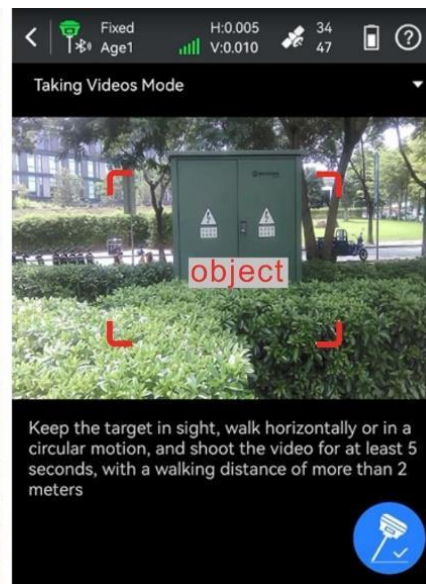 Fixed H:0.005 34
Age1 V:0.010 47
Taking Videos Mode
object
Keep the target in sight, walk horizontally or in a
circular motion, and shoot the video for at least 5
seconds, with a walking distance of more than 2
meters